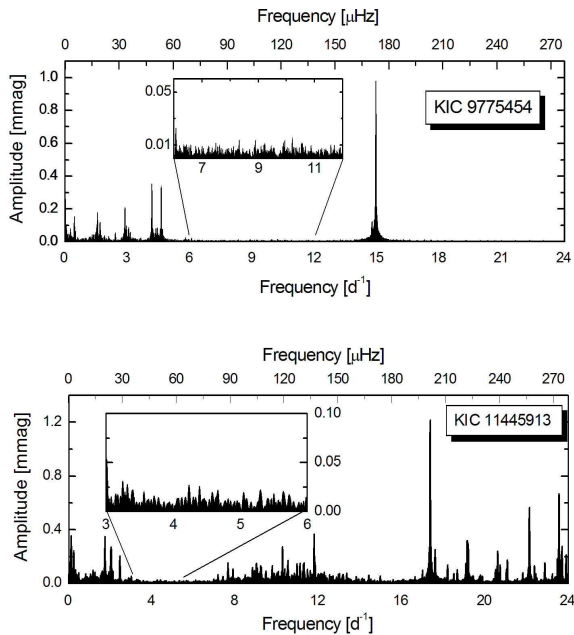 Frequency [μHz]
0 30 60 90 120 150 180 210 240 270
Amplitude [mmag]
1.0
0.8
0.6
0.4
0.2
0.0
0.05
0.01
7 9 11
KIC 9775454
0 3 6 9 12 15 18 21 24
Frequency [d⁻¹]
Frequency [μHz]
0 30 60 90 120 150 180 210 240 270
Amplitude [mmag]
1.2
0.8
0.4
0.0
0.10
0.05
0.00
3 4 5 6
KIC 11445913
0 4 8 12 16 20 24
Frequency [d⁻¹]